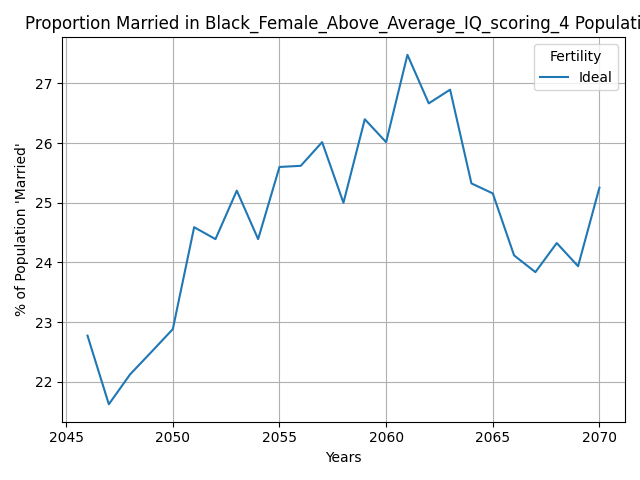 Proportion Married in Black_Female_Above_Average_IQ_scoring_4 Populati
Fertility
Ideal
% of Population 'Married'
27
26
25
24
23
22
2045 2050 2055 2060 2065 2070
Years